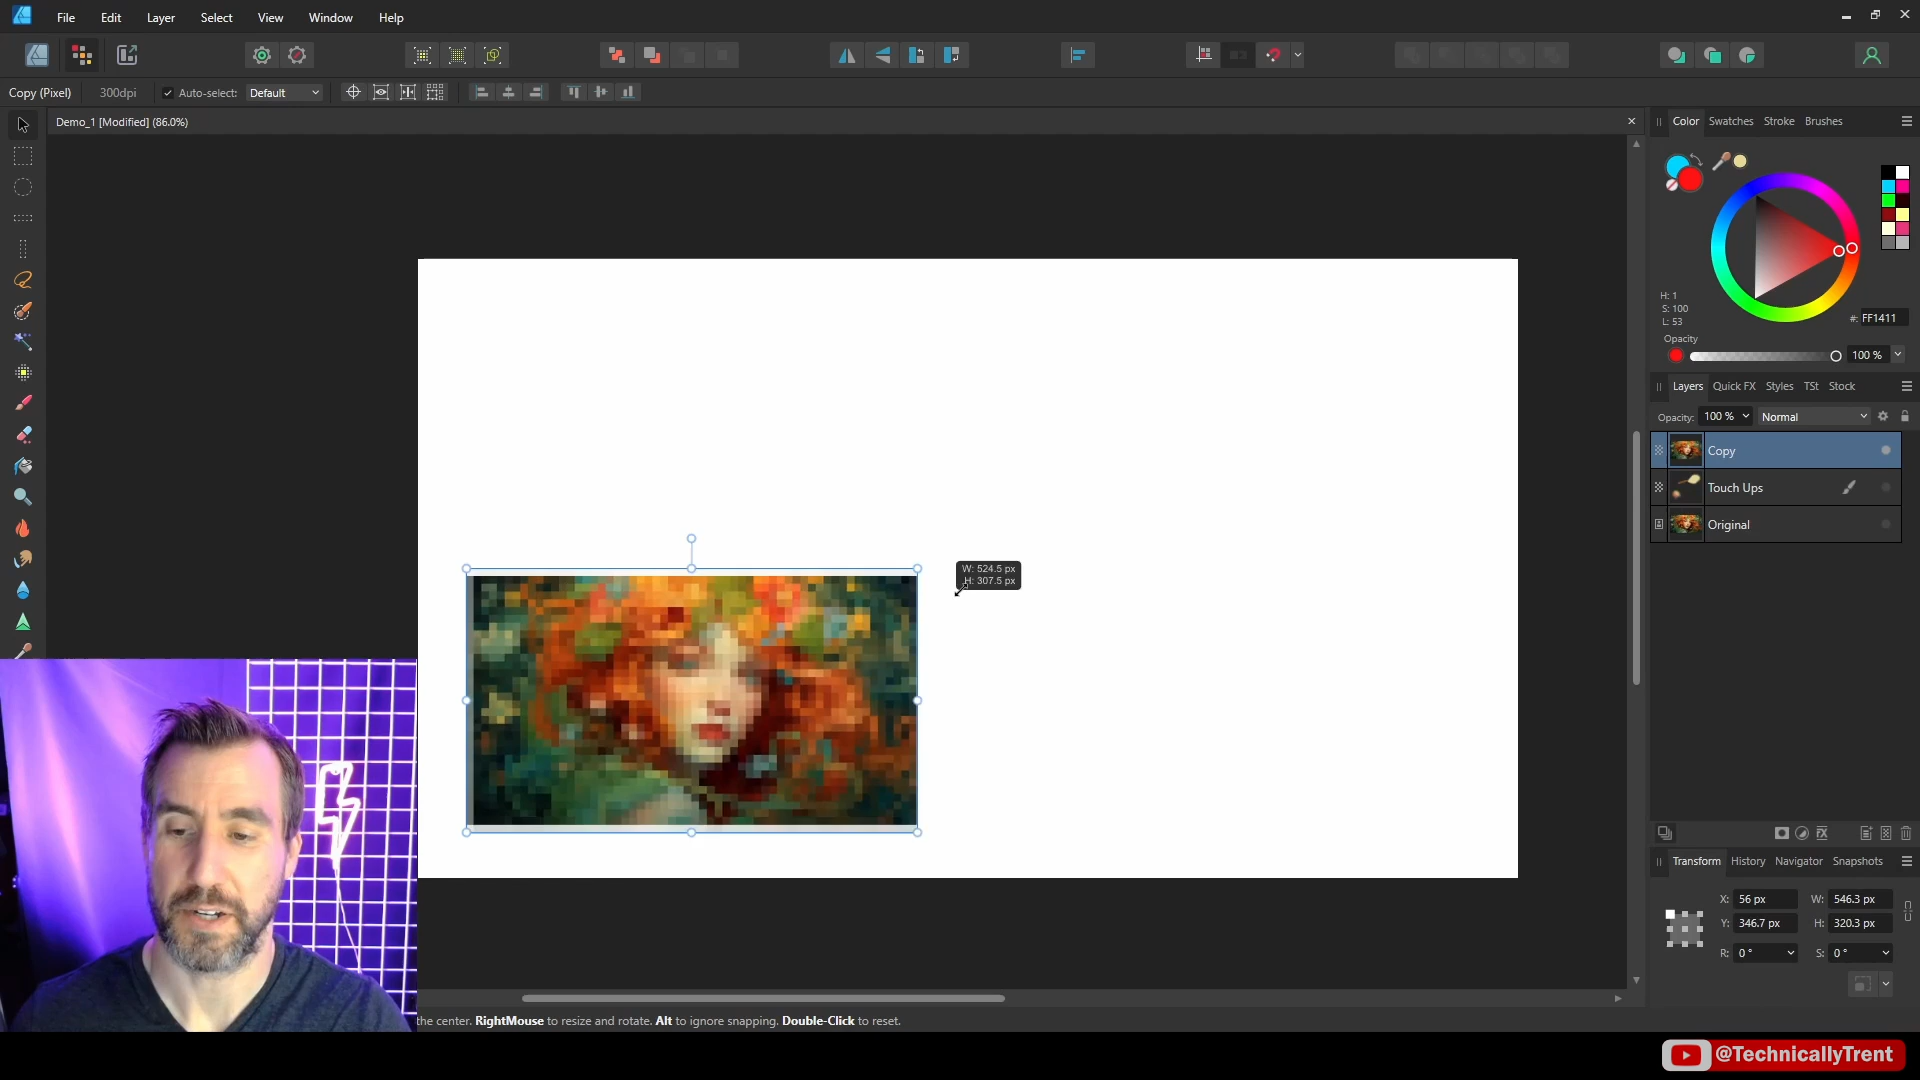 File Edit Layer Select View Window Help
Copy (Pixel) 300dpi Auto-select: Default
Demo_1 [Modified] (86.0%)
Color Swatches Stroke Brushes
H: 1
S: 100
L: 53
#: FF1411
Opacity
100 %
Layers Quick FX Styles TSt Stock
Opacity: 100 % Normal
Copy
Touch Ups
Original
W: 524.5 px
H: 307.5 px
Transform History Navigator Snapshots
X: 56 px W: 546.3 px
Y: 346.7 px H: 320.3 px
R: 0 ° S: 0 °
the center. RightMouse to resize and rotate. Alt to ignore snapping. Double-Click to reset.
@TechnicallyTrent